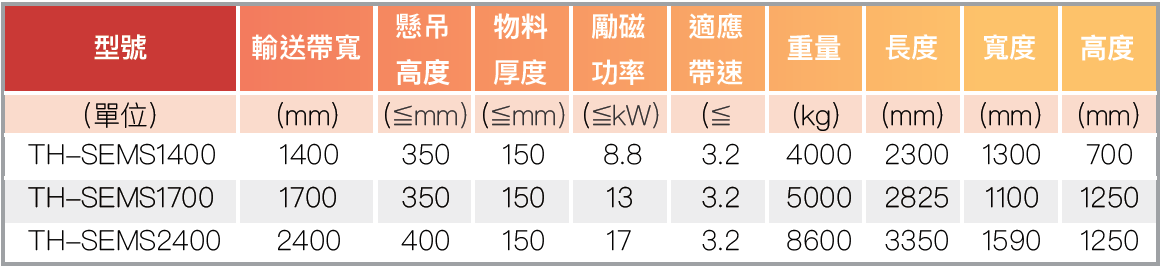 型號 輸送帶寬 懸吊高度 物料厚度 勵磁功率 適應帶速 重量 長度 寬度 高度
(單位) (mm) (≦mm) (≦mm) (≦kW) (≦ (kg) (mm) (mm) (mm)
TH-SEMS1400 1400 350 150 8.8 3.2 4000 2300 1300 700
TH-SEMS1700 1700 350 150 13 3.2 5000 2825 1100 1250
TH-SEMS2400 2400 400 150 17 3.2 8600 3350 1590 1250